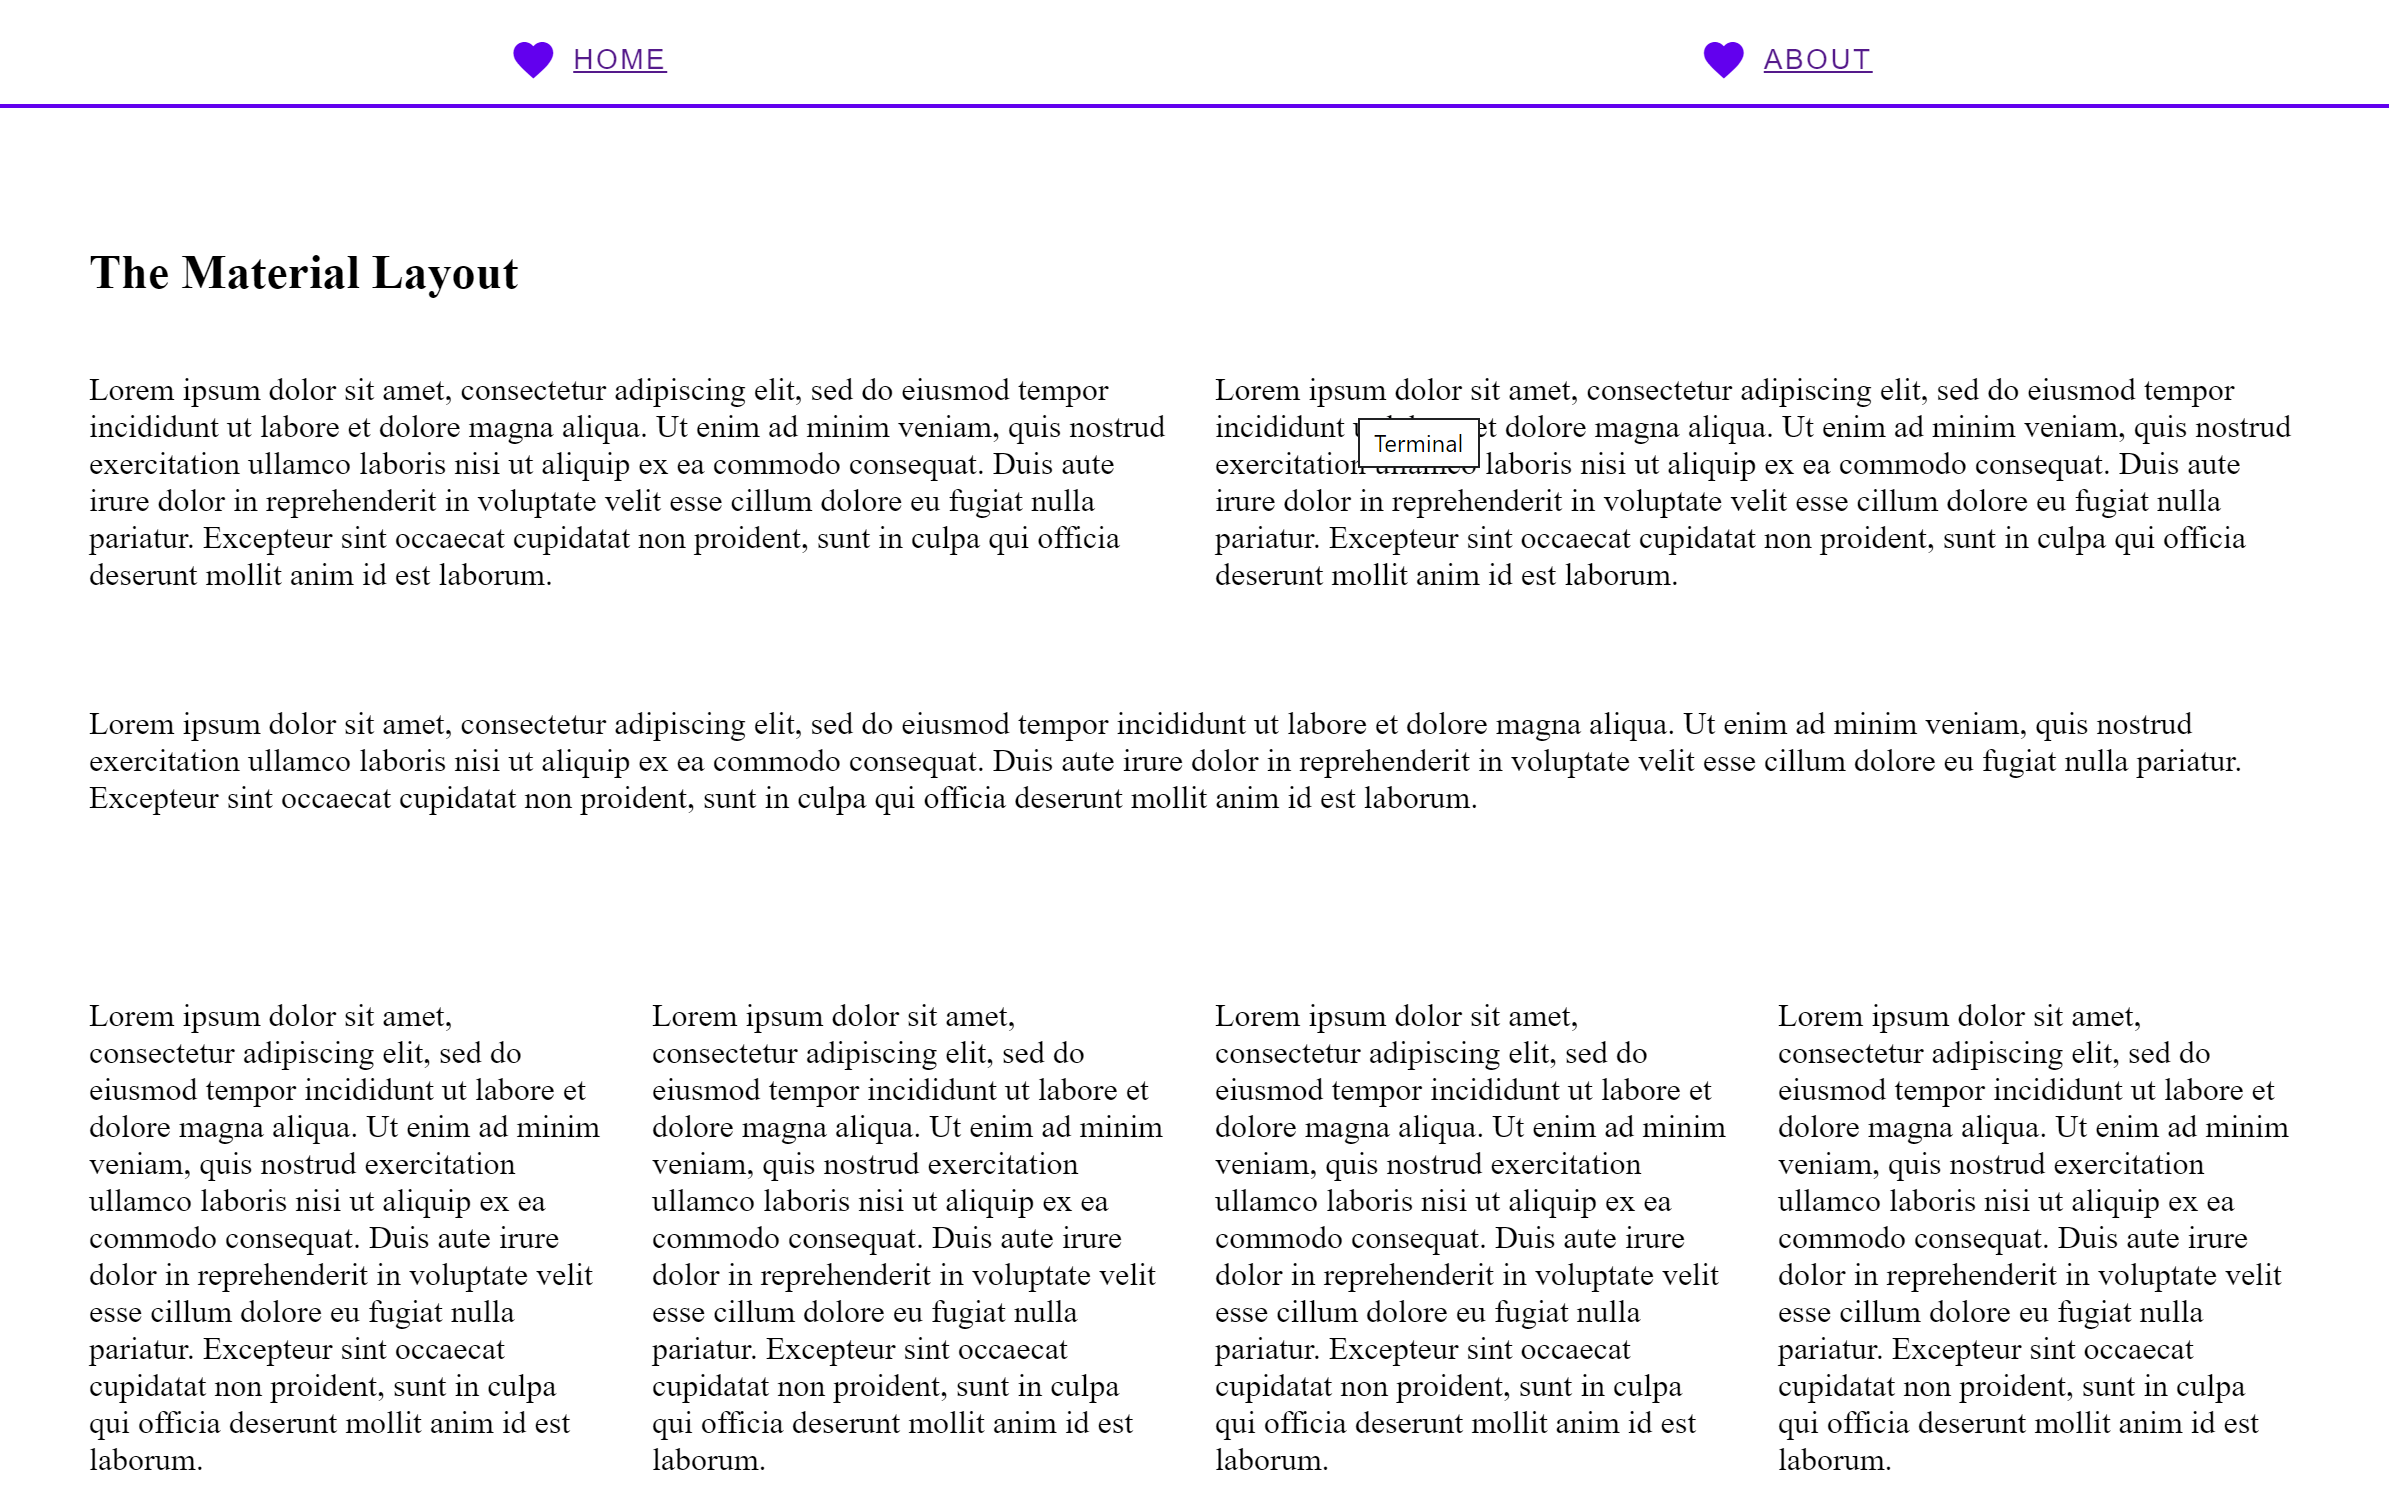 HOME
ABOUT
The Material Layout
Lorem ipsum dolor sit amet, consectetur adipiscing elit, sed do eiusmod tempor
incididunt ut labore et dolore magna aliqua. Ut enim ad minim veniam, quis nostrud
exercitation ullamco laboris nisi ut aliquip ex ea commodo consequat. Duis aute
irure dolor in reprehenderit in voluptate velit esse cillum dolore eu fugiat nulla
pariatur. Excepteur sint occaecat cupidatat non proident, sunt in culpa qui officia
deserunt mollit anim id est laborum.
Lorem ipsum dolor sit amet, consectetur adipiscing elit, sed do eiusmod tempor
incididunt et dolore magna aliqua. Ut enim ad minim veniam, quis nostrud
Terminal
exercitation laboris nisi ut aliquip ex ea commodo consequat. Duis aute
irure dolor in reprehenderit in voluptate velit esse cillum dolore eu fugiat nulla
pariatur. Excepteur sint occaecat cupidatat non proident, sunt in culpa qui officia
deserunt mollit anim id est laborum.
Lorem ipsum dolor sit amet, consectetur adipiscing elit, sed do eiusmod tempor incididunt ut labore et dolore magna aliqua. Ut enim ad minim veniam, quis nostrud
exercitation ullamco laboris nisi ut aliquip ex ea commodo consequat. Duis aute irure dolor in reprehenderit in voluptate velit esse cillum dolore eu fugiat nulla pariatur.
Excepteur sint occaecat cupidatat non proident, sunt in culpa qui officia deserunt mollit anim id est laborum.
Lorem ipsum dolor sit amet,
consectetur adipiscing elit, sed do
eiusmod tempor incididunt ut labore et
dolore magna aliqua. Ut enim ad minim
veniam, quis nostrud exercitation
ullamco laboris nisi ut aliquip ex ea
commodo consequat. Duis aute irure
dolor in reprehenderit in voluptate velit
esse cillum dolore eu fugiat nulla
pariatur. Excepteur sint occaecat
cupidatat non proident, sunt in culpa
qui officia deserunt mollit anim id est
laborum.
Lorem ipsum dolor sit amet,
consectetur adipiscing elit, sed do
eiusmod tempor incididunt ut labore et
dolore magna aliqua. Ut enim ad minim
veniam, quis nostrud exercitation
ullamco laboris nisi ut aliquip ex ea
commodo consequat. Duis aute irure
dolor in reprehenderit in voluptate velit
esse cillum dolore eu fugiat nulla
pariatur. Excepteur sint occaecat
cupidatat non proident, sunt in culpa
qui officia deserunt mollit anim id est
laborum.
Lorem ipsum dolor sit amet,
consectetur adipiscing elit, sed do
eiusmod tempor incididunt ut labore et
dolore magna aliqua. Ut enim ad minim
veniam, quis nostrud exercitation
ullamco laboris nisi ut aliquip ex ea
commodo consequat. Duis aute irure
dolor in reprehenderit in voluptate velit
esse cillum dolore eu fugiat nulla
pariatur. Excepteur sint occaecat
cupidatat non proident, sunt in culpa
qui officia deserunt mollit anim id est
laborum.
Lorem ipsum dolor sit amet,
consectetur adipiscing elit, sed do
eiusmod tempor incididunt ut labore et
dolore magna aliqua. Ut enim ad minim
veniam, quis nostrud exercitation
ullamco laboris nisi ut aliquip ex ea
commodo consequat. Duis aute irure
dolor in reprehenderit in voluptate velit
esse cillum dolore eu fugiat nulla
pariatur. Excepteur sint occaecat
cupidatat non proident, sunt in culpa
qui officia deserunt mollit anim id est
laborum.